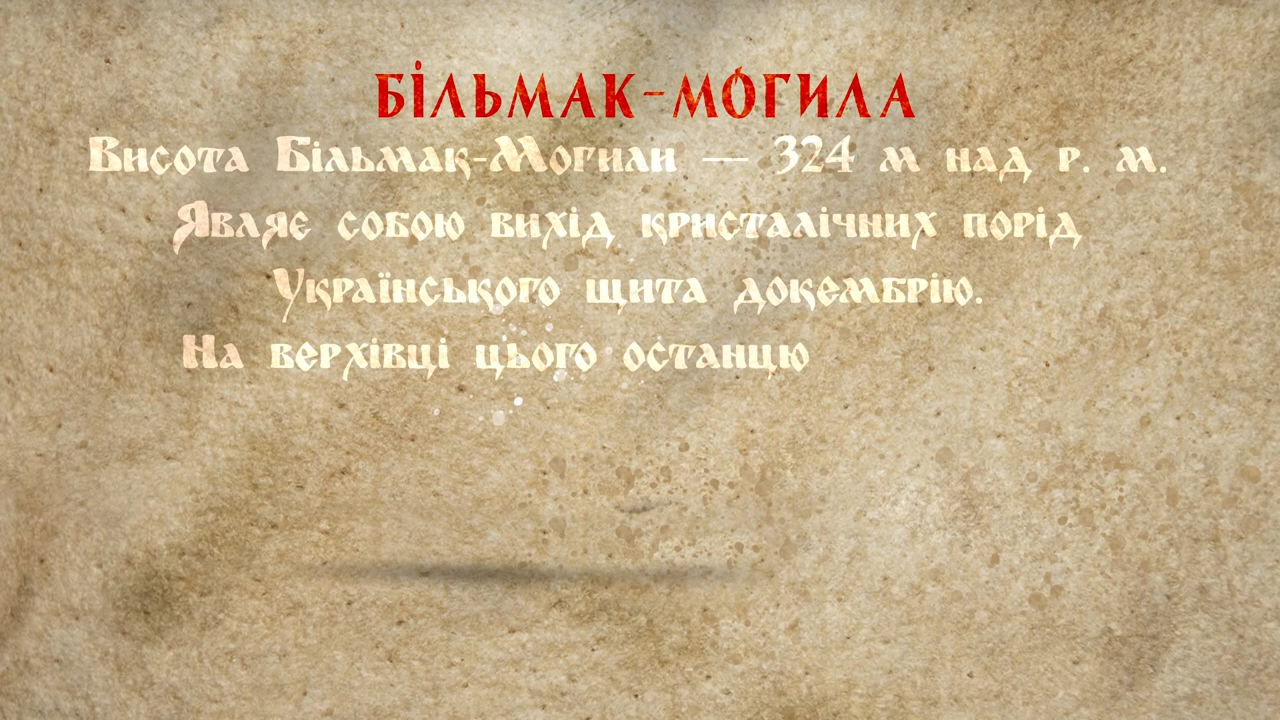 БІЛЬМАК-МОГИЛА
Висота Більмак-Могили — 324 м над р. м.
Являє собою вихід кристалічних порід
Українського щита докембрію.
На верхівці цього останцю